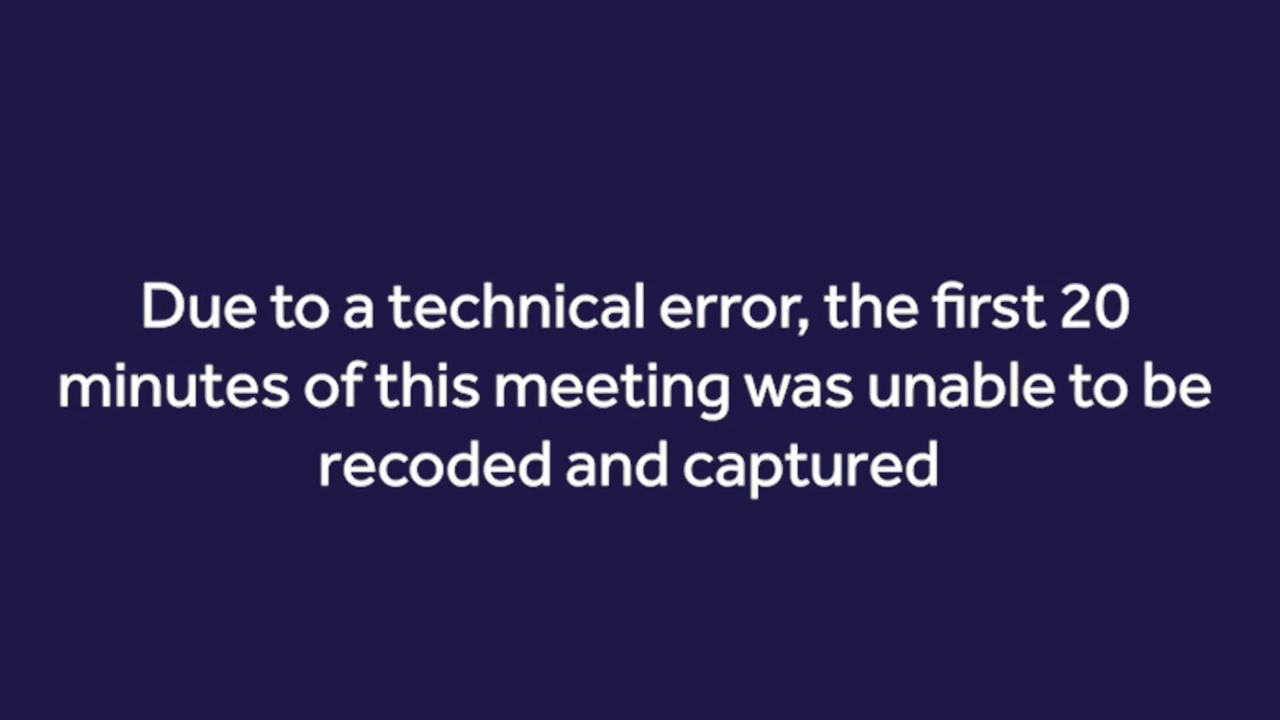 Due to a technical error, the first 20
minutes of this meeting was unable to be
recoded and captured